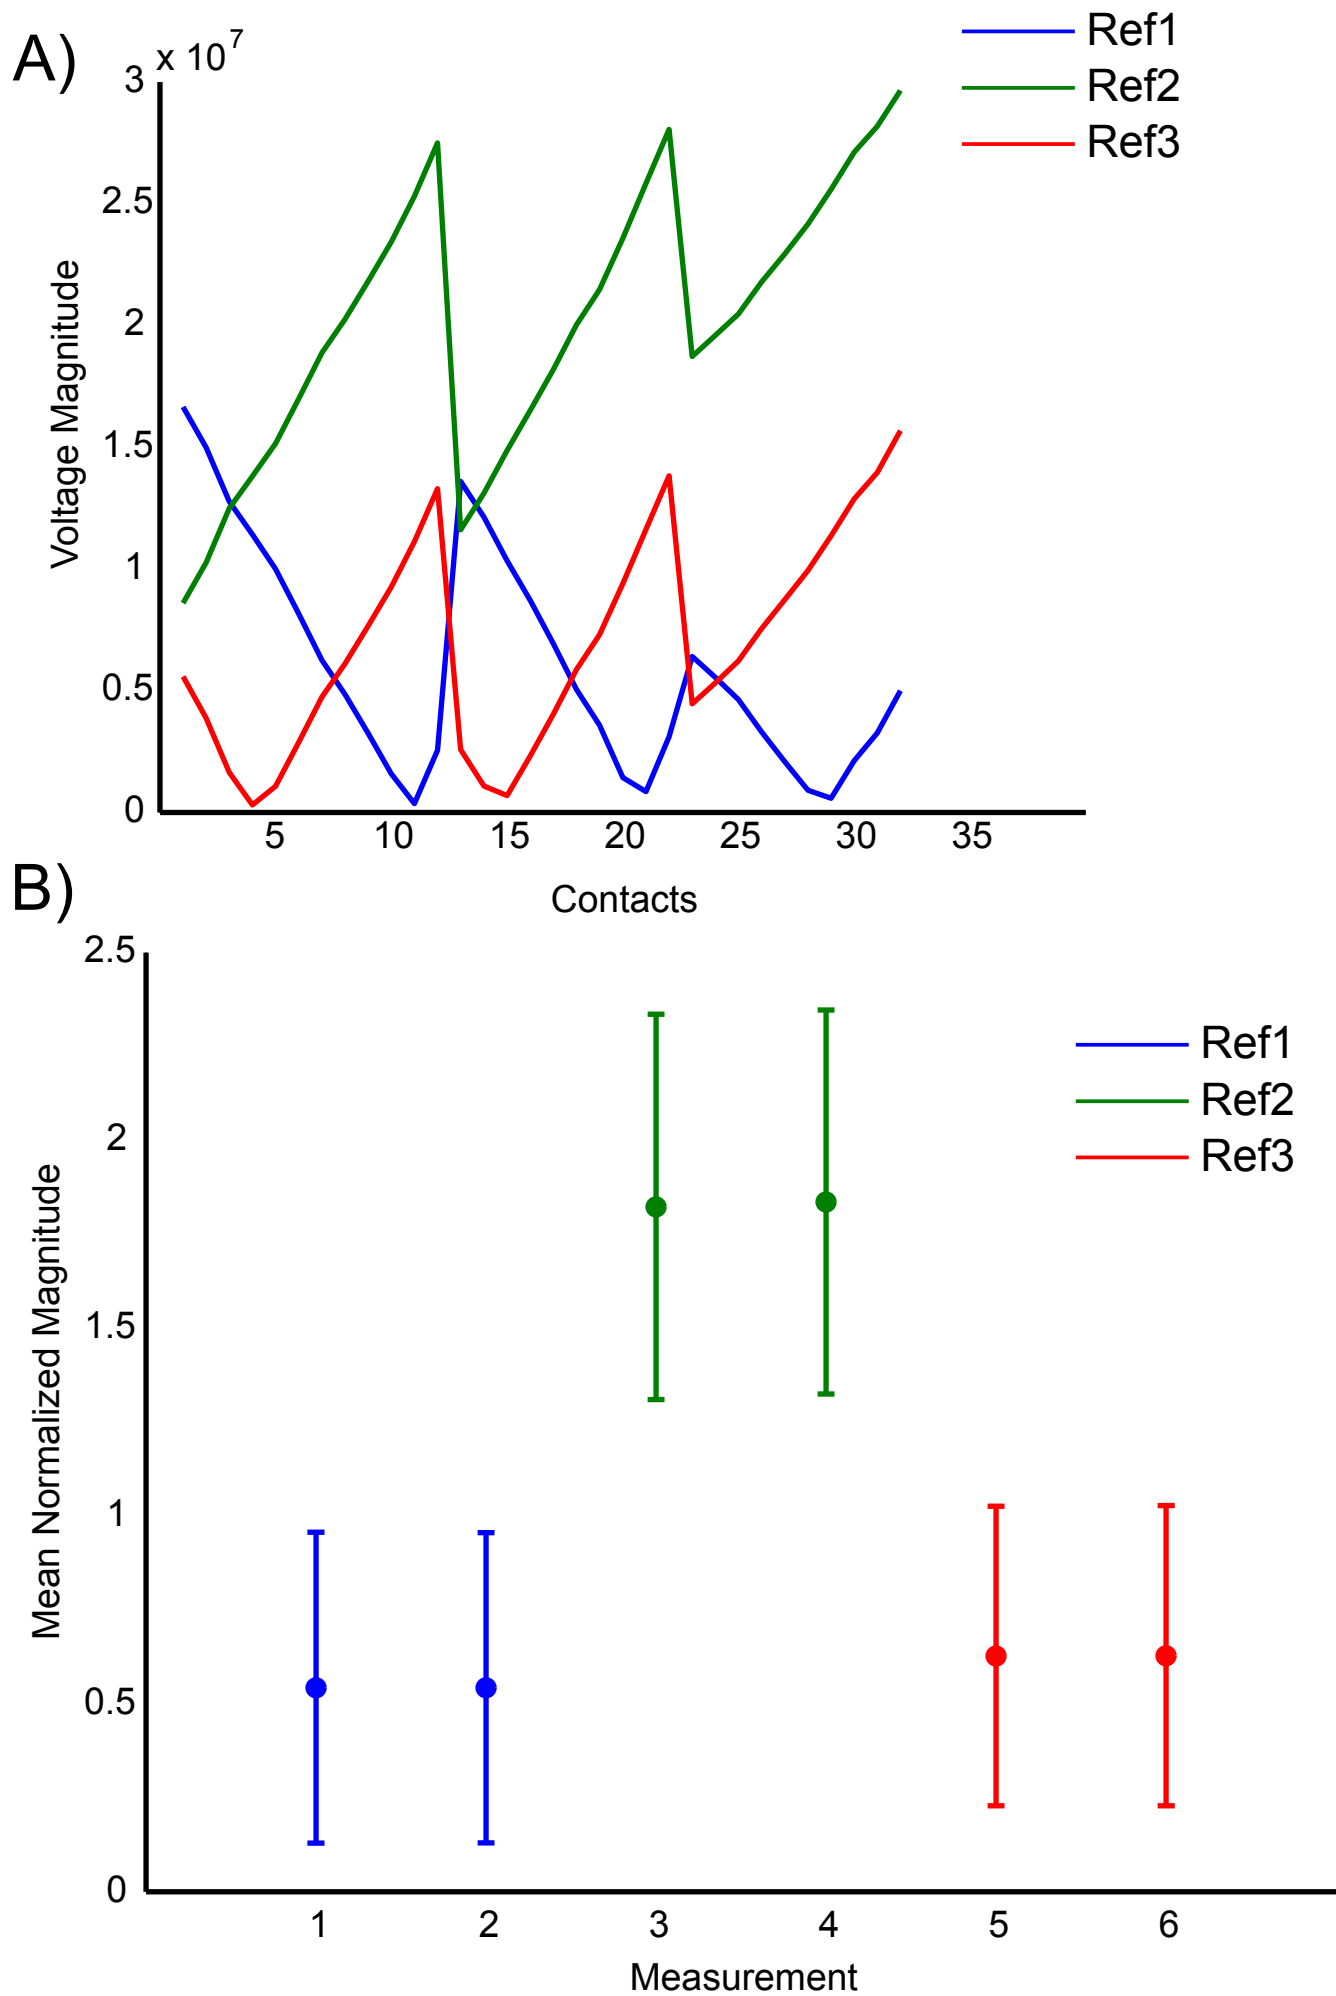 A)
x 10^7
Ref1
Ref2
Ref3
3
2.5
2
1.5
1
0.5
0
Voltage Magnitude
5 10 15 20 25 30 35
Contacts
B)
2.5
2
1.5
1
0.5
0
Mean Normalized Magnitude
Ref1
Ref2
Ref3
1 2 3 4 5 6
Measurement